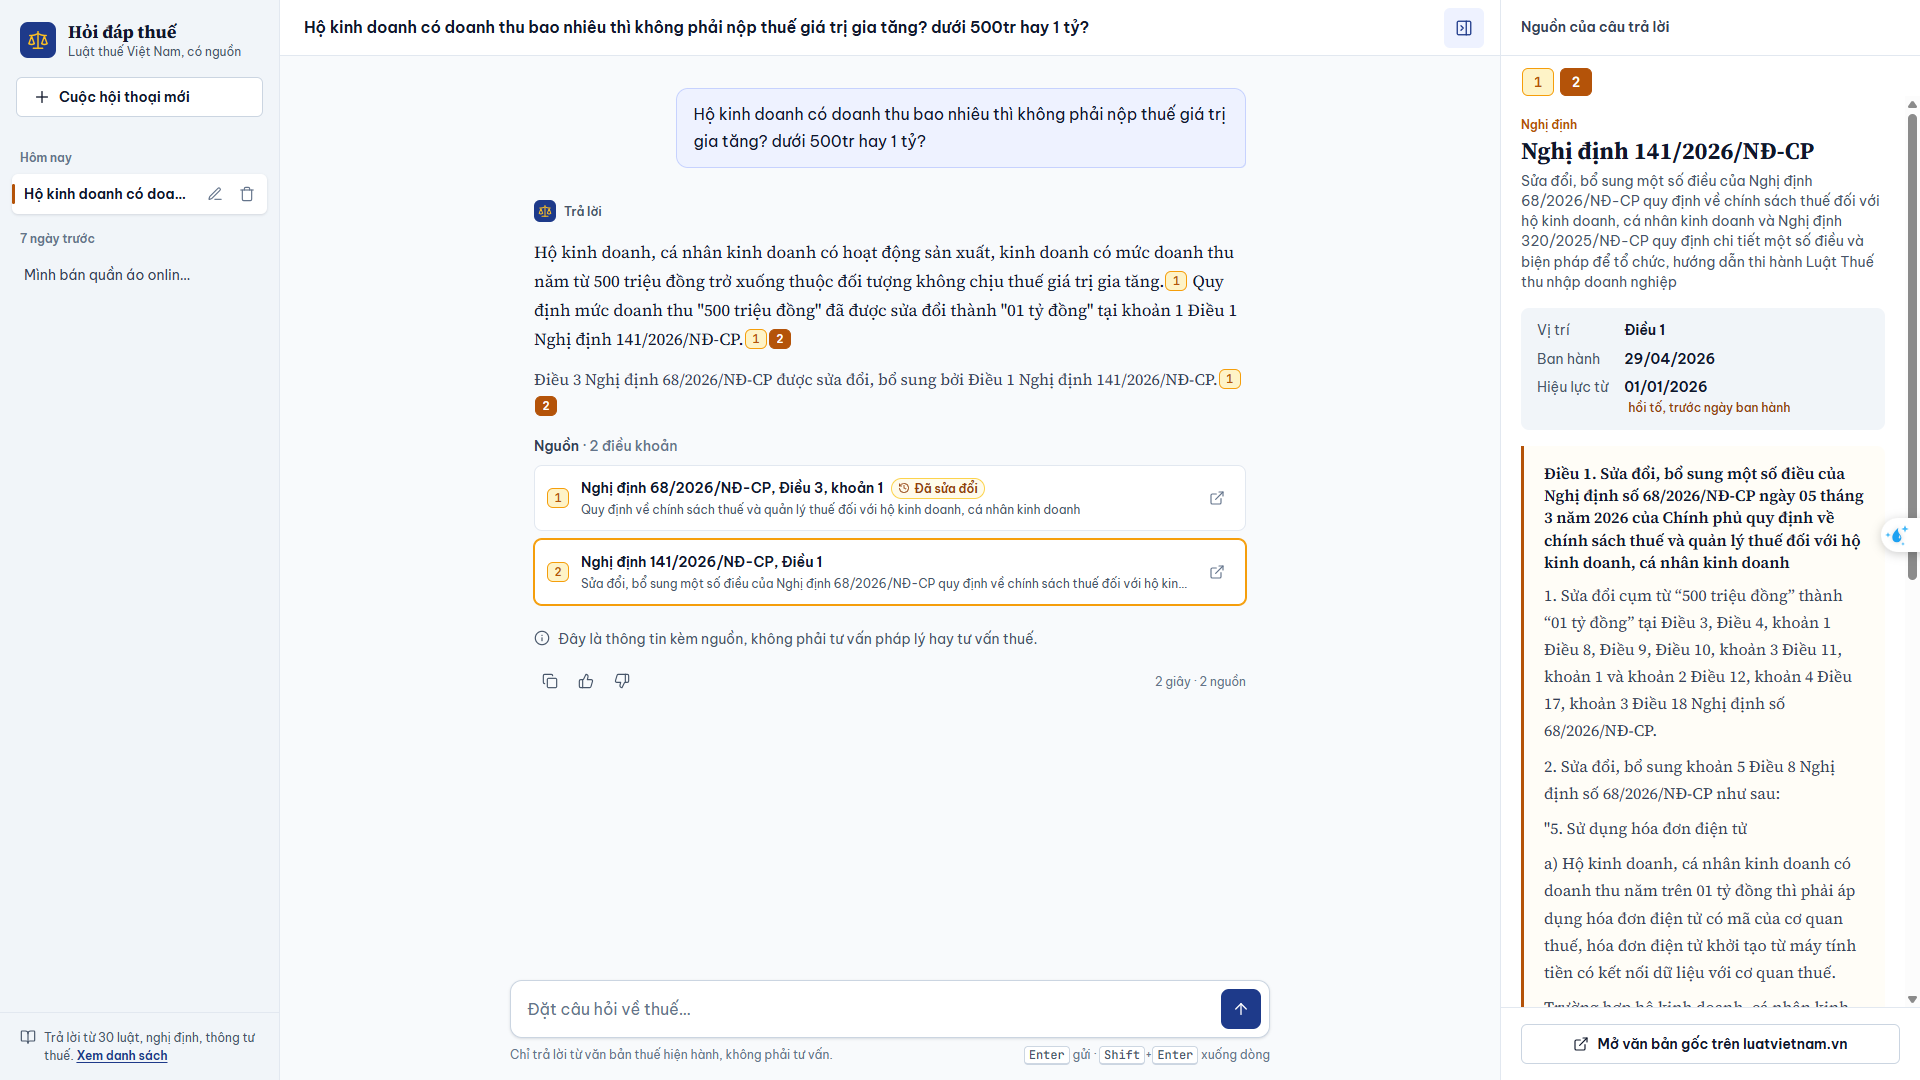 Hỏi đáp thuế
Luật thuế Việt Nam, có nguồn
Cuộc hội thoại mới
Hôm nay
Hộ kinh doanh có doa...
7 ngày trước
Mình bán quần áo onlin...
Trả lời từ 30 luật, nghị định, thông tư
thuế. Xem danh sách
Hộ kinh doanh có doanh thu bao nhiêu thì không phải nộp thuế giá trị gia tăng? dưới 500tr hay 1 tỷ?
Hộ kinh doanh có doanh thu bao nhiêu thì không phải nộp thuế giá trị
gia tăng? dưới 500tr hay 1 tỷ?
Trả lời
Hộ kinh doanh, cá nhân kinh doanh có hoạt động sản xuất, kinh doanh có mức doanh thu
năm từ 500 triệu đồng trở xuống thuộc đối tượng không chịu thuế giá trị gia tăng. 1 Quy
định mức doanh thu "500 triệu đồng" đã được sửa đổi thành "01 tỷ đồng" tại khoản 1 Điều 1
Nghị định 141/2026/NĐ-CP. 1 2
Điều 3 Nghị định 68/2026/NĐ-CP được sửa đổi, bổ sung bởi Điều 1 Nghị định 141/2026/NĐ-CP. 1
2
Nguồn · 2 điều khoản
1 Nghị định 68/2026/NĐ-CP, Điều 3, khoản 1 Đã sửa đổi
Quy định về chính sách thuế và quản lý thuế đối với hộ kinh doanh, cá nhân kinh doanh
2 Nghị định 141/2026/NĐ-CP, Điều 1
Sửa đổi, bổ sung một số điều của Nghị định 68/2026/NĐ-CP quy định về chính sách thuế đối với hộ kin...
Đây là thông tin kèm nguồn, không phải tư vấn pháp lý hay tư vấn thuế.
2 giây · 2 nguồn
Đặt câu hỏi về thuế...
Chỉ trả lời từ văn bản thuế hiện hành, không phải tư vấn.
Enter gửi · Shift + Enter xuống dòng
Nguồn của câu trả lời
1 2
Nghị định
Nghị định 141/2026/NĐ-CP
Sửa đổi, bổ sung một số điều của Nghị định
68/2026/NĐ-CP quy định về chính sách thuế đối với
hộ kinh doanh, cá nhân kinh doanh và Nghị định
320/2025/NĐ-CP quy định chi tiết một số điều và
biện pháp để tổ chức, hướng dẫn thi hành Luật Thuế
thu nhập doanh nghiệp
Vị trí Điều 1
Ban hành 29/04/2026
Hiệu lực từ 01/01/2026
hồi tố, trước ngày ban hành
Điều 1. Sửa đổi, bổ sung một số điều của
Nghị định số 68/2026/NĐ-CP ngày 05 tháng
3 năm 2026 của Chính phủ quy định về
chính sách thuế và quản lý thuế đối với hộ
kinh doanh, cá nhân kinh doanh
1. Sửa đổi cụm từ “500 triệu đồng” thành
“01 tỷ đồng” tại Điều 3, Điều 4, khoản 1
Điều 8, Điều 9, Điều 10, khoản 3 Điều 11,
khoản 1 và khoản 2 Điều 12, khoản 4 Điều
17, khoản 3 Điều 18 Nghị định số
68/2026/NĐ-CP.
2. Sửa đổi, bổ sung khoản 5 Điều 8 Nghị
định số 68/2026/NĐ-CP như sau:
"5. Sử dụng hóa đơn điện tử
a) Hộ kinh doanh, cá nhân kinh doanh có
doanh thu năm trên 01 tỷ đồng thì phải áp
dụng hóa đơn điện tử có mã của cơ quan
thuế, hóa đơn điện tử khởi tạo từ máy tính
tiền có kết nối dữ liệu với cơ quan thuế.
Trường hợp hộ kinh doanh, cá nhân kinh
Mở văn bản gốc trên luatvietnam.vn